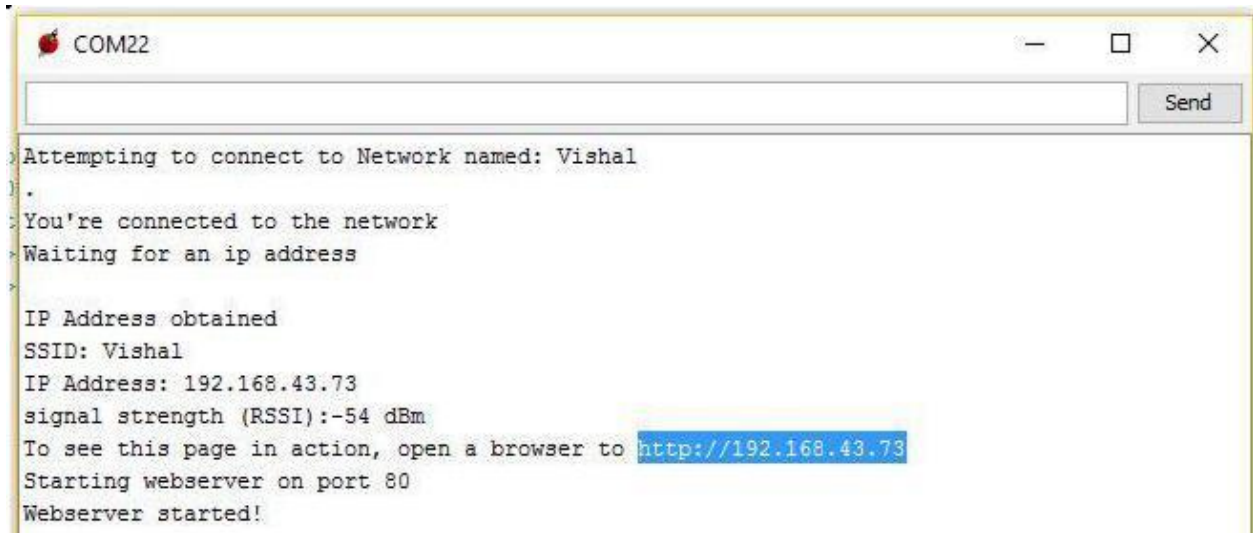 COM22
Send
Attempting to connect to Network named: Vishal
.
You're connected to the network
Waiting for an ip address
IP Address obtained
SSID: Vishal
IP Address: 192.168.43.73
signal strength (RSSI):-54 dBm
To see this page in action, open a browser to http://192.168.43.73
Starting webserver on port 80
Webserver started!